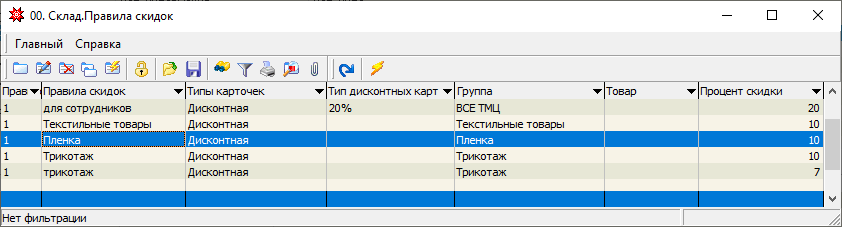 00. Склад.Правила скидок
Главный Справка
Прав Правила скидок Типы карточек Тип дисконтных карт Группа Товар Процент скидки
1 для сотрудников Дисконтная 20% ВСЕ ТМЦ 20
1 Текстильные товары Дисконтная Текстильные товары 10
1 Пленка Дисконтная Пленка 10
1 Трикотаж Дисконтная Трикотаж 10
1 трикотаж Дисконтная Трикотаж 7
Нет фильтрации